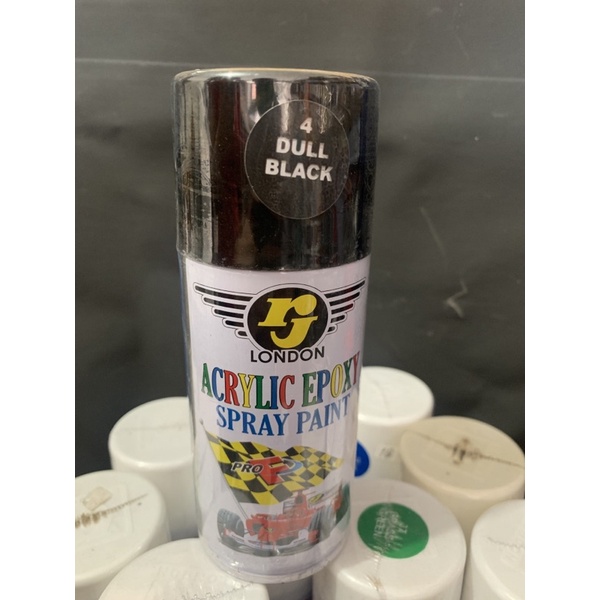 4
DULL
BLACK
rj
LONDON
ACRYLIC EPOXY
SPRAY PAINT
PRO